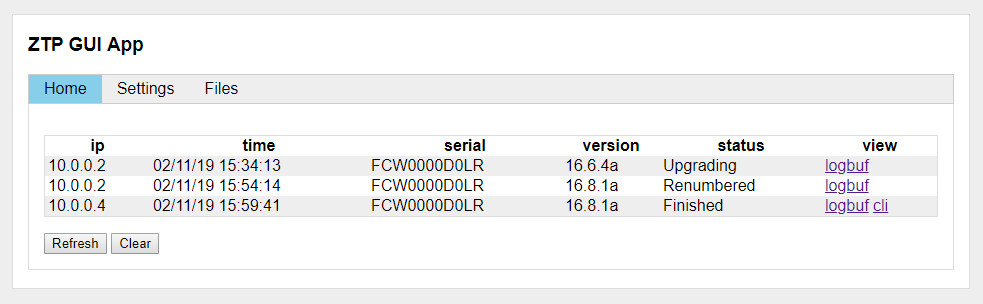 ZTP GUI App
Home Settings Files
ip time serial version status view
10.0.0.2 02/11/19 15:34:13 FCW0000D0LR 16.6.4a Upgrading logbuf
10.0.0.2 02/11/19 15:54:14 FCW0000D0LR 16.8.1a Renumbered logbuf
10.0.0.4 02/11/19 15:59:41 FCW0000D0LR 16.8.1a Finished logbuf cli
Refresh Clear